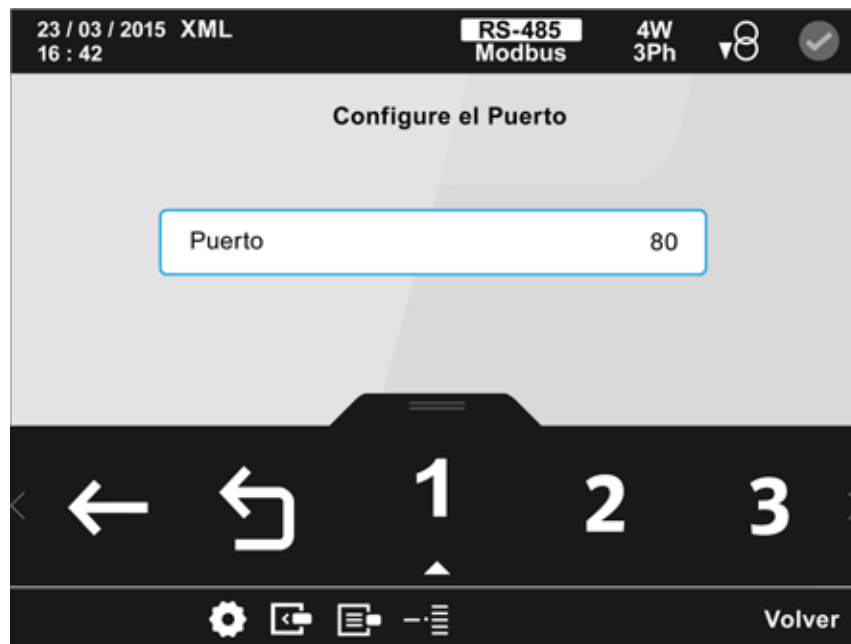 23 / 03 / 2015 XML RS-485 4W
16 : 42 Modbus 3Ph
Configure el Puerto
Puerto 80
1 2 3
Volver